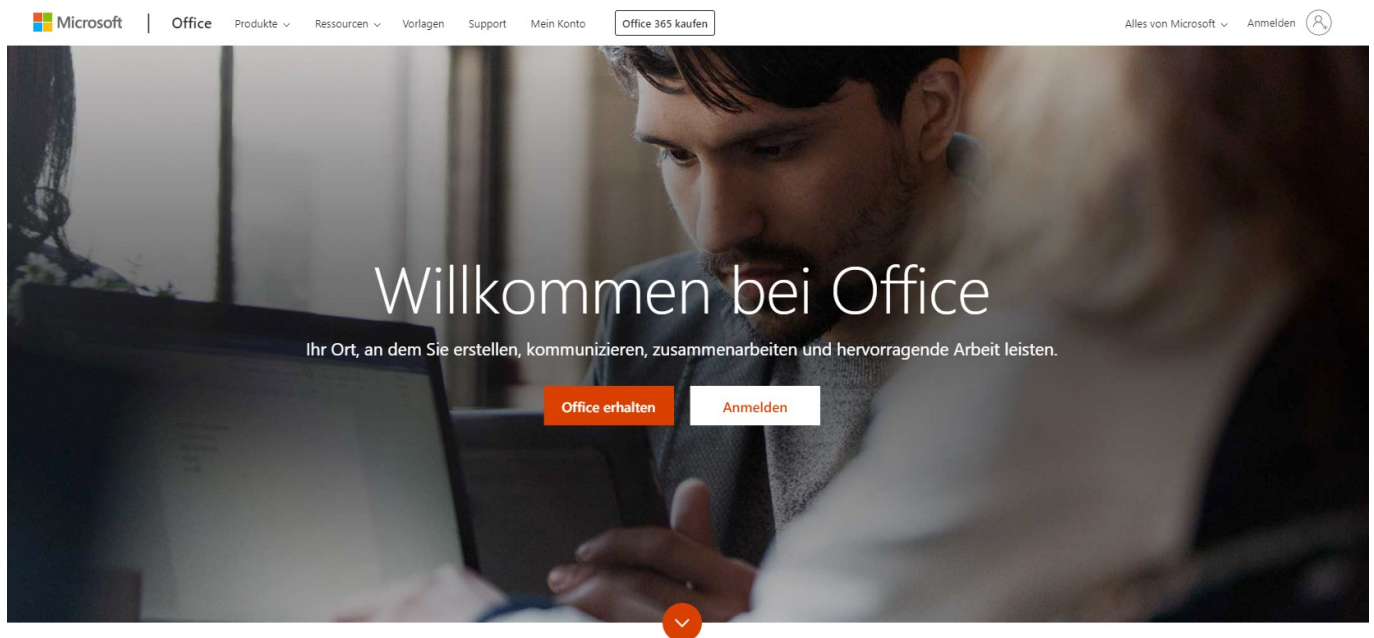 Microsoft Office Produkte Ressourcen Vorlagen Support Mein Konto Office 365 kaufen Alles von Microsoft Anmelden
Willkommen bei Office
Ihr Ort, an dem Sie erstellen, kommunizieren, zusammenarbeiten und hervorragende Arbeit leisten.
Office erhalten Anmelden